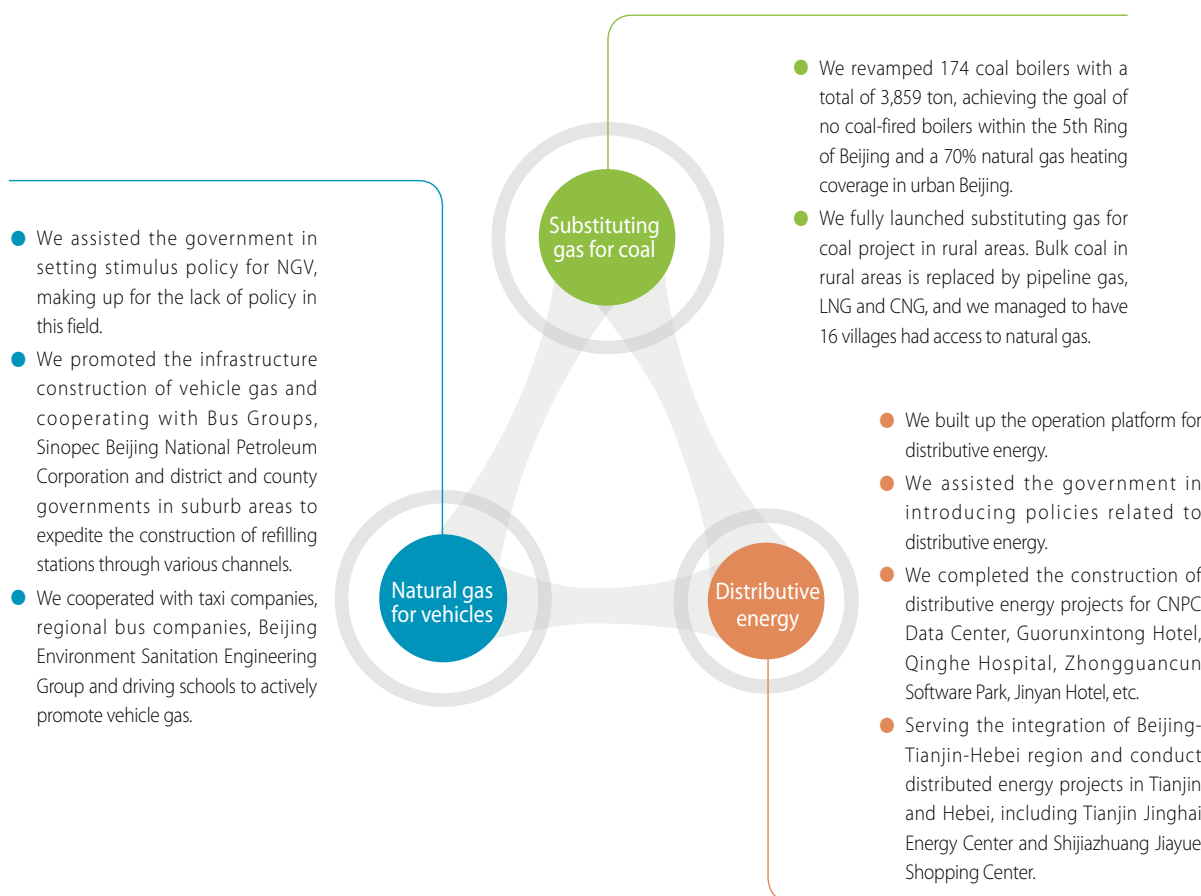 We revamped 174 coal boilers with a
total of 3,859 ton, achieving the goal of
no coal-fired boilers within the 5th Ring
of Beijing and a 70% natural gas heating
coverage in urban Beijing.
We fully launched substituting gas for
coal project in rural areas. Bulk coal in
rural areas is replaced by pipeline gas,
LNG and CNG, and we managed to have
16 villages had access to natural gas.
Substituting
gas for coal
We assisted the government in
setting stimulus policy for NGV,
making up for the lack of policy in
this field.
We promoted the infrastructure
construction of vehicle gas and
cooperating with Bus Groups,
Sinopec Beijing National Petroleum
Corporation and district and county
governments in suburb areas to
expedite the construction of refilling
stations through various channels.
We cooperated with taxi companies,
regional bus companies, Beijing
Environment Sanitation Engineering
Group and driving schools to actively
promote vehicle gas.
Natural gas
for vehicles
Distributive
energy
We built up the operation platform for
distributive energy.
We assisted the government in
introducing policies related to
distributive energy.
We completed the construction of
distributive energy projects for CNPC
Data Center, Guorunxintong Hotel,
Qinghe Hospital, Zhongguancun
Software Park, Jinyan Hotel, etc.
Serving the integration of Beijing-
Tianjin-Hebei region and conduct
distributed energy projects in Tianjin
and Hebei, including Tianjin Jinghai
Energy Center and Shijiazhuang Jiayue
Shopping Center.